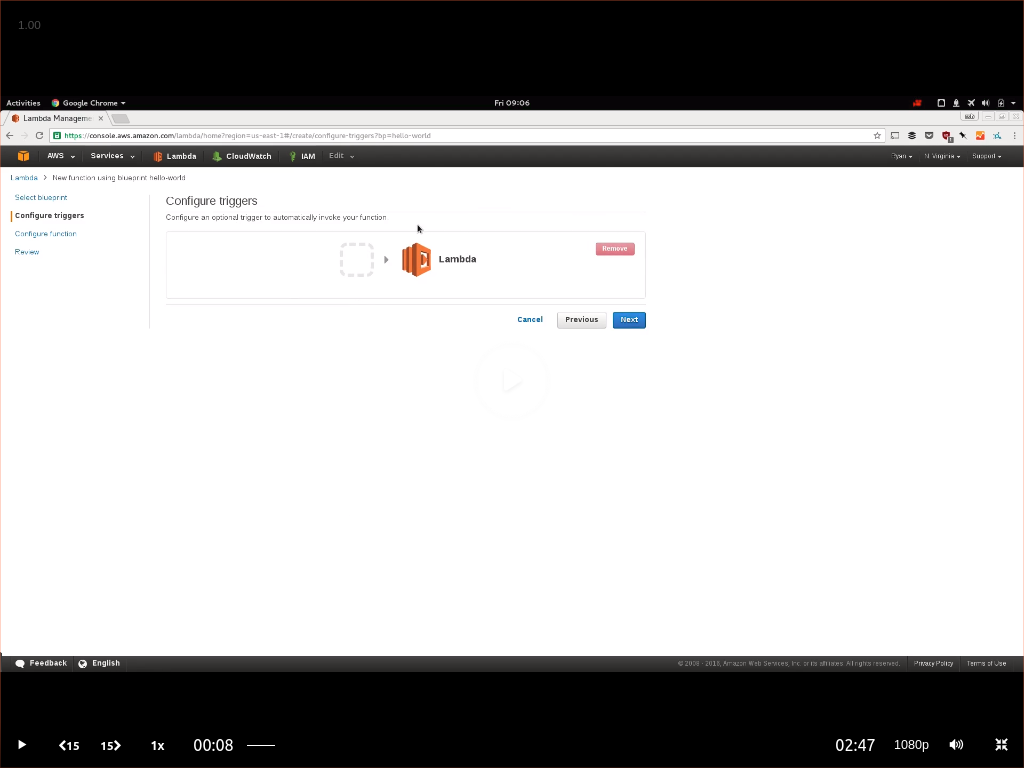 1.00
Activities Google Chrome Fri 09:06
Lambda Manageme
https://console.aws.amazon.com/lambda/home?region=us-east-1#/create/configure-triggers?bp=hello-world
AWS Services Lambda CloudWatch IAM Edit Ryan N. Virginia Support
Lambda > New function using blueprint hello-world
Select blueprint
Configure triggers
Configure function
Review
Configure triggers
Configure an optional trigger to automatically invoke your function
Lambda
Remove
Cancel Previous Next
Feedback English © 2008 - 2016, Amazon Web Services, Inc. or its affiliates. All rights reserved. Privacy Policy Terms of Use
15 15 1x 00:08 02:47 1080p